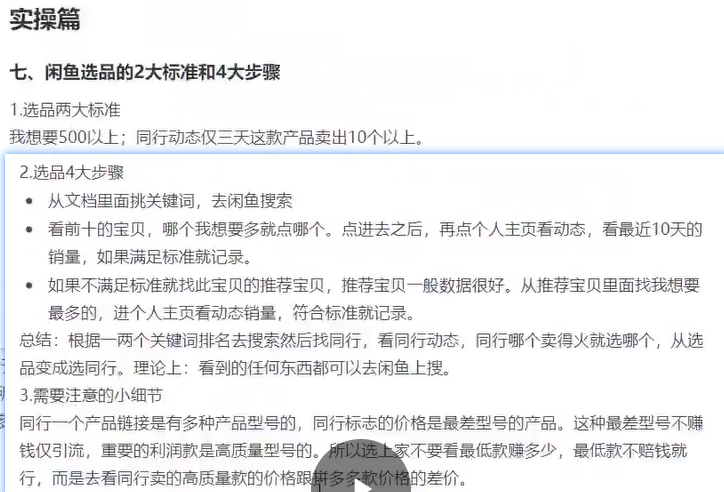 实操篇
七、闲鱼选品的2大标准和4大步骤
1.选品两大标准
我想要500以上；同行动态仅三天这款产品卖出10个以上。
2.选品4大步骤
从文档里面挑关键词，去闲鱼搜索
看前十的宝贝，哪个我想要多就点哪个。点进去之后，再点个人主页看动态，看最近10天的
销量，如果满足标准就记录。
如果不满足标准就找此宝贝的推荐宝贝，推荐宝贝一般数据很好。从推荐宝贝里面找我想要
最多的，进个人主页看动态销量，符合标准就记录。
总结：根据一两个关键词排名去搜索然后找同行，看同行动态，同行哪个卖得火就选哪个，从选
品变成选同行。理论上：看到的任何东西都可以去闲鱼上搜。
3.需要注意的小细节
同行一个产品链接是有多种产品型号的，同行标志的价格是最差型号的产品。这种最差型号不赚
钱仅引流，重要的利润款是高质量型号的。所以选上家不要看最低款赚多少，最低款不赔钱就
行，而是去看同行卖的高质量款的价格跟拼多多款价格的差价。